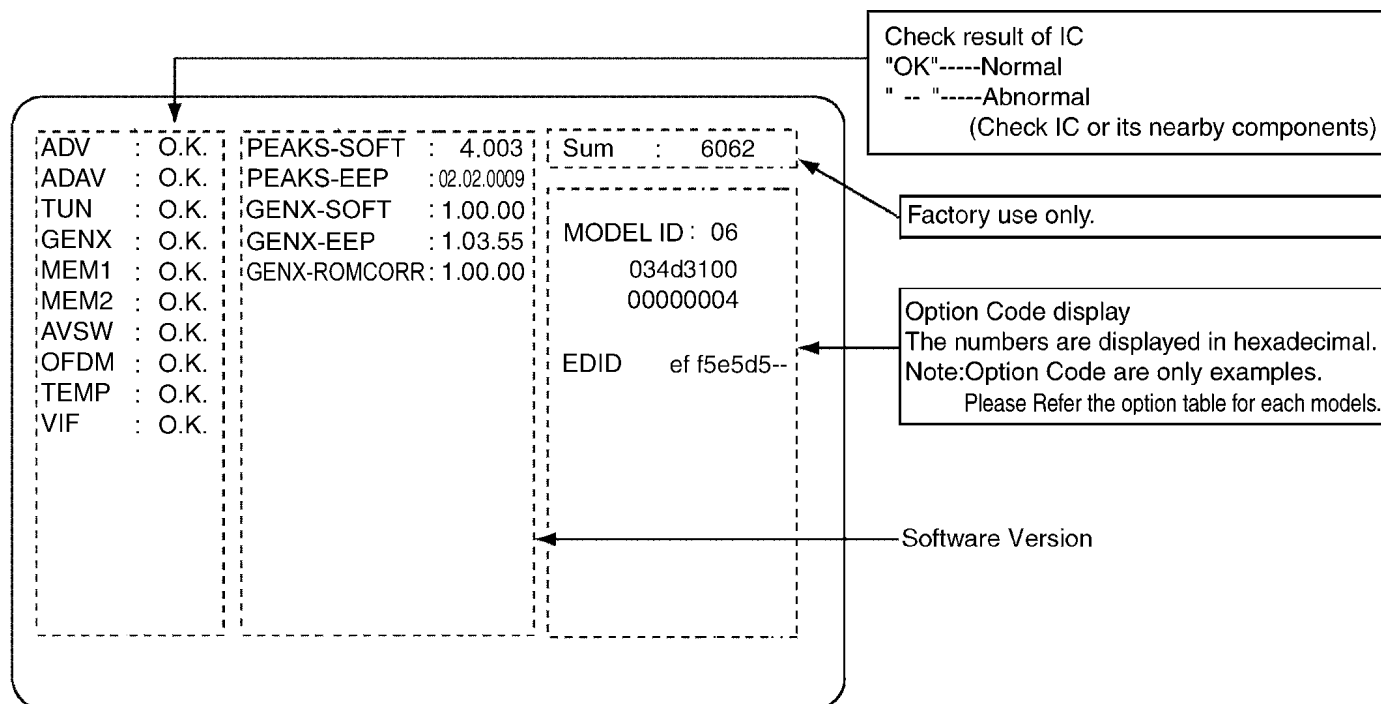 Check result of IC
"OK"-----Normal
" -- "-----Abnormal
(Check IC or its nearby components)
ADV : O.K.
ADAV : O.K.
TUN : O.K.
GENX : O.K.
MEM1 : O.K.
MEM2 : O.K.
AVSW : O.K.
OFDM : O.K.
TEMP : O.K.
VIF : O.K.
PEAKS-SOFT : 4.003
PEAKS-EEP : 02.02.0009
GENX-SOFT : 1.00.00
GENX-EEP : 1.03.55
GENX-ROMCORR : 1.00.00
Sum : 6062
MODEL ID : 06
034d3100
00000004
EDID ef f5e5d5--
Factory use only.
Option Code display
The numbers are displayed in hexadecimal.
Note:Option Code are only examples.
Please Refer the option table for each models.
Software Version